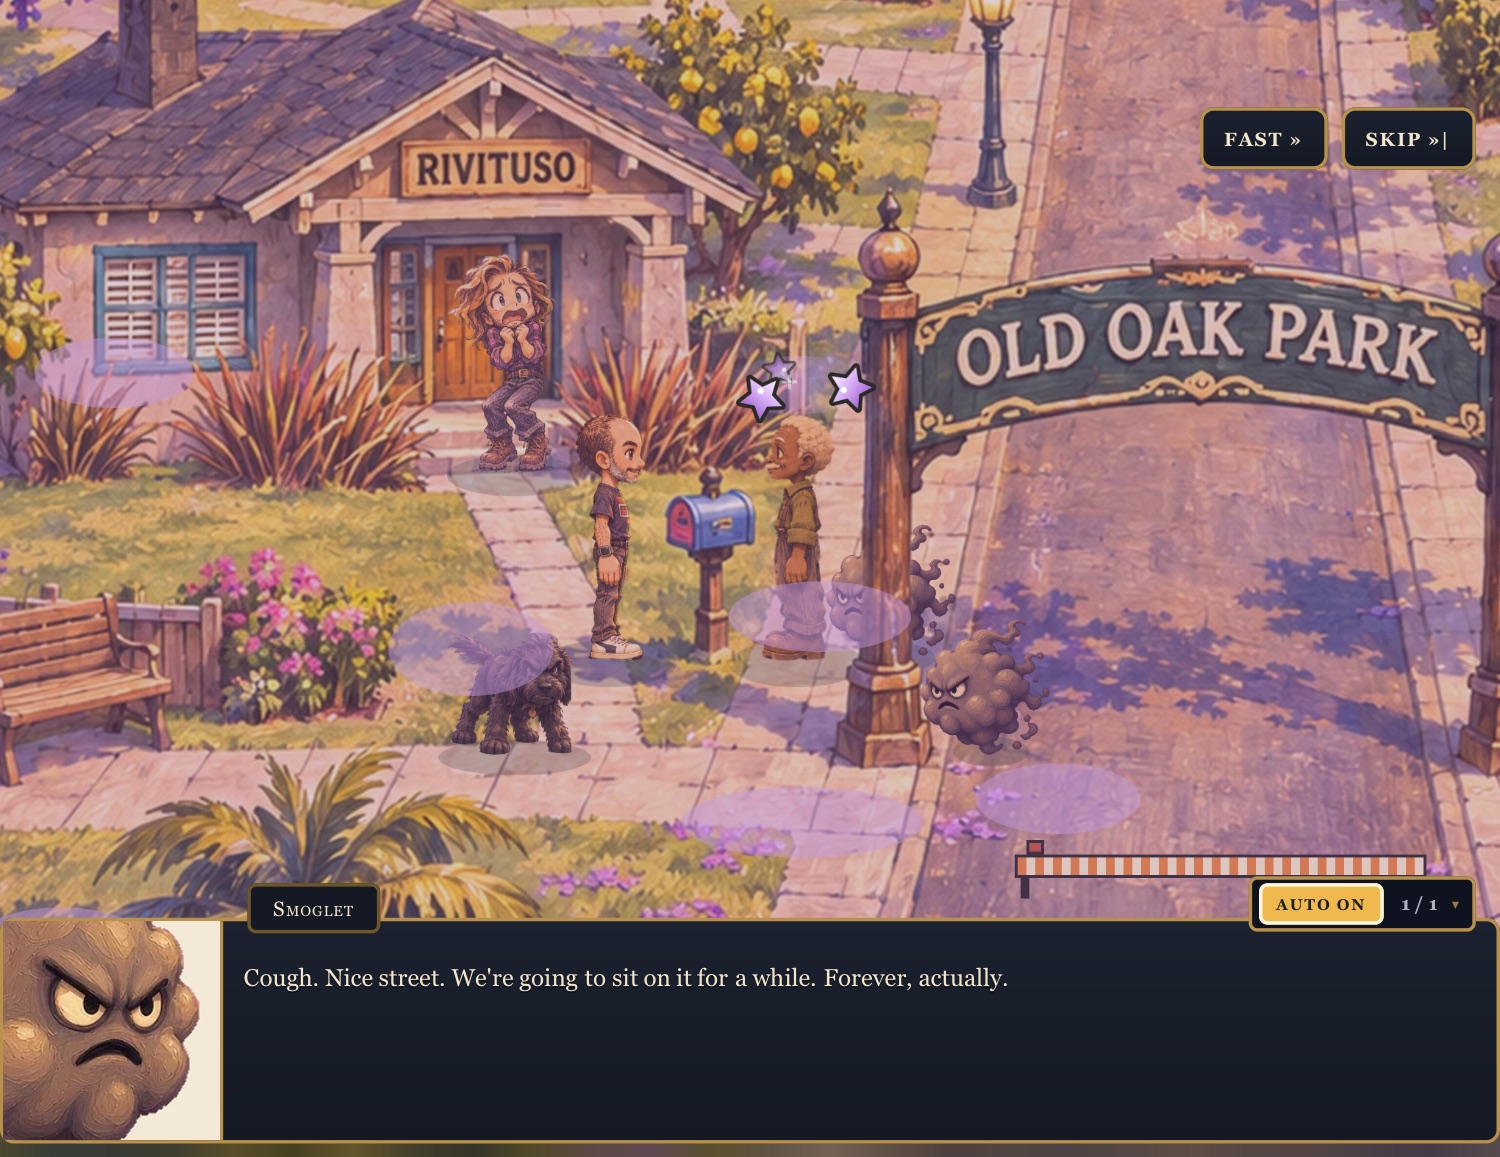 RIVITUSO
FAST »
SKIP »|
OLD OAK PARK
SMOGLET
AUTO ON
1 / 1 ▼
Cough. Nice street. We're going to sit on it for a while. Forever, actually.